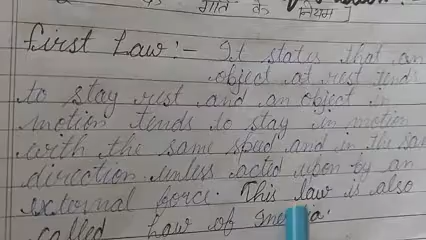 गति के नियम
First Law:- It states that an
object at rest tends
to stay rest and an object in
motion tends to stay in motion
with the same speed and in the sam
direction unless acted upon by an
external force. This law is also
called Law of